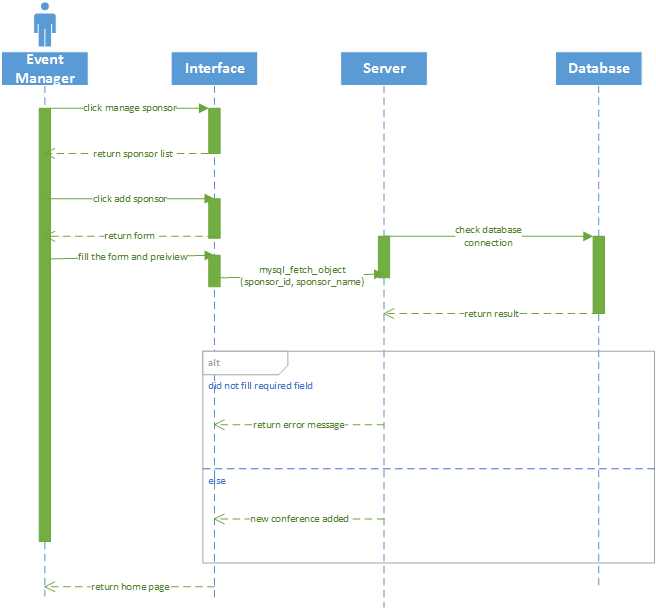 Event
Manager
Interface
Server
Database
click manage sponsor
return sponsor list
click add sponsor
return form
fill the form and preiview
mysql_fetch_object
(sponsor_id, sponsor_name)
check database
connection
return result
alt
did not fill required field
return error message
else
new conference added
return home page